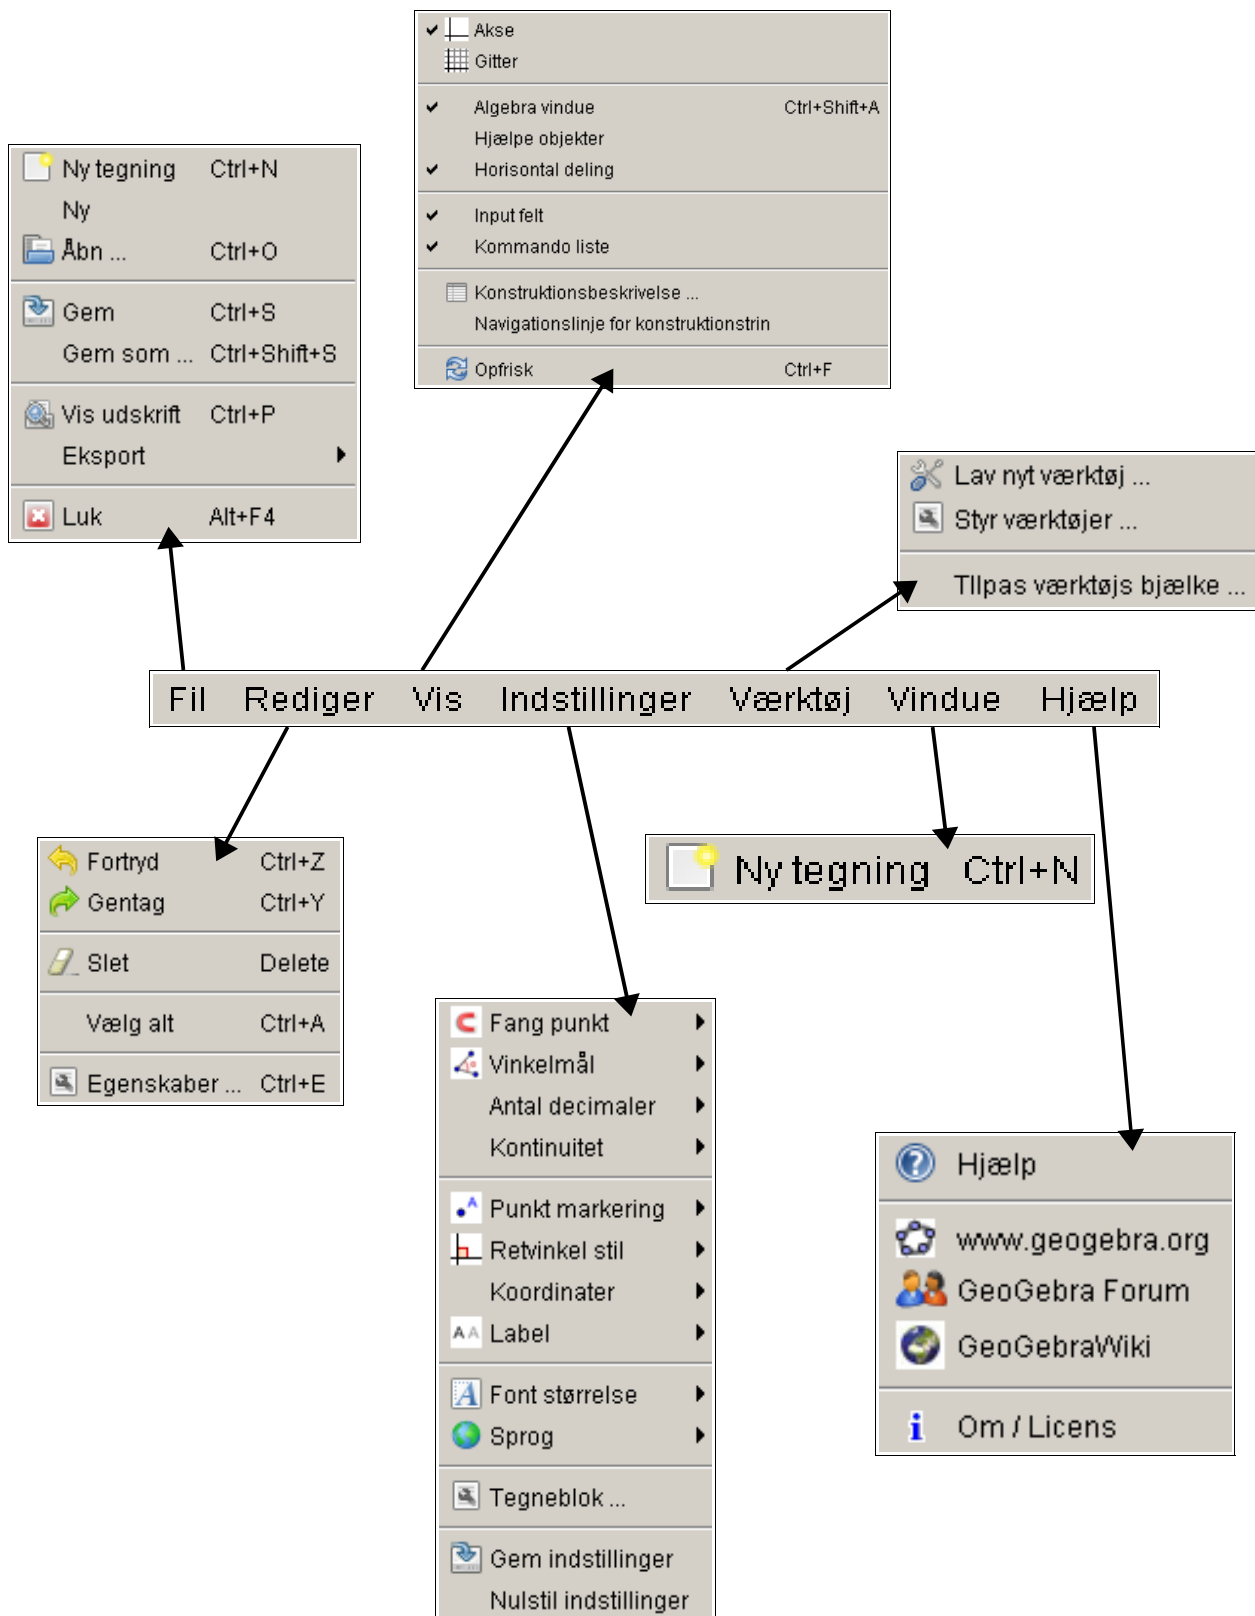 Akse
Gitter
Algebra vindue Ctrl+Shift+A
Hjælpe objekter
Horisontal deling
Input felt
Kommando liste
Konstruktionsbeskrivelse ...
Navigationslinje for konstruktionstrin
Opfrisk Ctrl+F
Ny tegning Ctrl+N
Ny
Åbn ... Ctrl+O
Gem Ctrl+S
Gem som ... Ctrl+Shift+S
Vis udskrift Ctrl+P
Eksport
Luk Alt+F4
Lav nyt værktøj ...
Styr værktøjer ...
TIlpas værktøjs bjælke ...
Fil Rediger Vis Indstillinger Værktøj Vindue Hjælp
Fortryd Ctrl+Z
Gentag Ctrl+Y
Slet Delete
Vælg alt Ctrl+A
Egenskaber ... Ctrl+E
Ny tegning Ctrl+N
Fang punkt
Vinkelmål
Antal decimaler
Kontinuitet
Punkt markering
Retvinkel stil
Koordinater
Label
Font størrelse
Sprog
Tegneblok ...
Gem indstillinger
Nulstil indstillinger
Hjælp
www.geogebra.org
GeoGebra Forum
GeoGebraWiki
Om / Licens